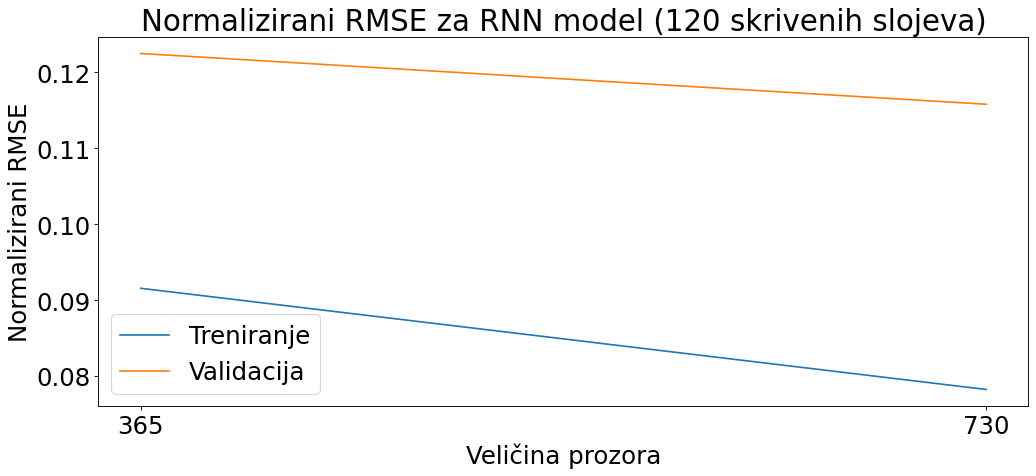 Normalizirani RMSE za RNN model (120 skrivenih slojeva)
Normalizirani RMSE
0.12
0.11
0.10
0.09
0.08
Treniranje
Validacija
365
730
Veličina prozora